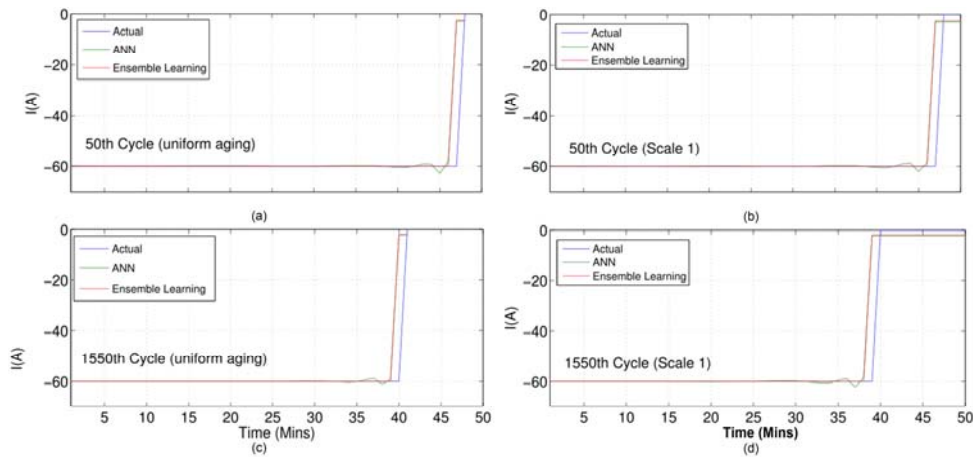 0
−20
−40
−60
I(A)
Actual
ANN
Ensemble Learning
50th Cycle (uniform aging)
5 10 15 20 25 30 35 40 45 50
(a)
0
−20
−40
−60
I(A)
Actual
ANN
Ensemble Learning
50th Cycle (Scale 1)
5 10 15 20 25 30 35 40 45 50
(b)
0
−20
−40
−60
I(A)
Actual
ANN
Ensemble Learning
1550th Cycle (uniform aging)
5 10 15 20 25 30 35 40 45 50
Time (Mins)
(c)
0
−20
−40
−60
I(A)
Actual
ANN
Ensemble Learning
1550th Cycle (Scale 1)
5 10 15 20 25 30 35 40 45 50
Time (Mins)
(d)